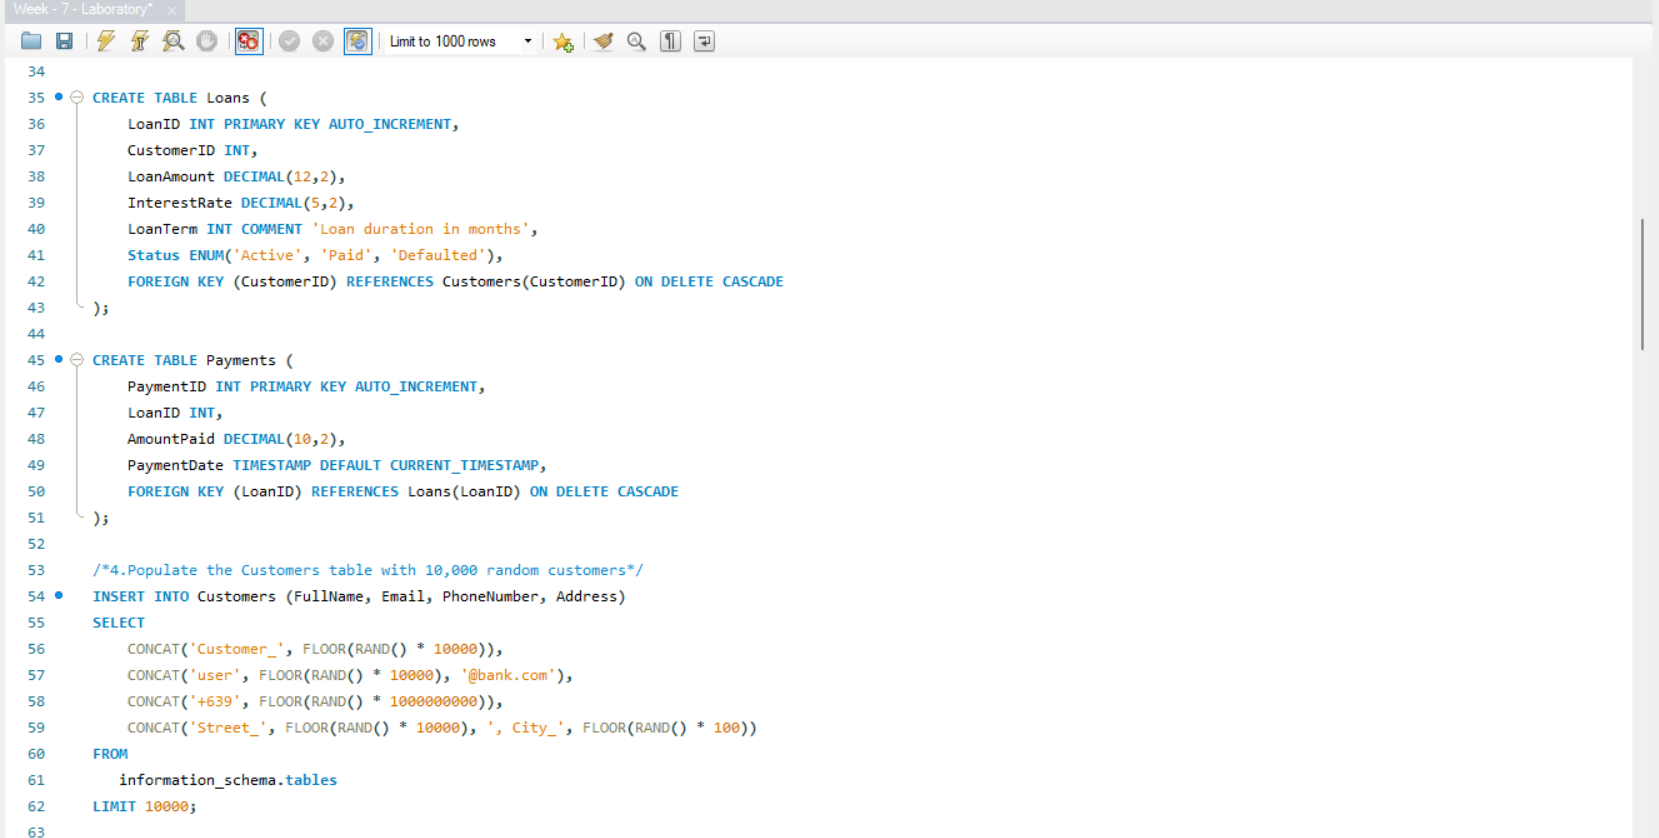 Week - 7 - Laboratory*
Limit to 1000 rows
34
35 CREATE TABLE Loans (
36 LoanID INT PRIMARY KEY AUTO_INCREMENT,
37 CustomerID INT,
38 LoanAmount DECIMAL(12,2),
39 InterestRate DECIMAL(5,2),
40 LoanTerm INT COMMENT 'Loan duration in months',
41 Status ENUM('Active', 'Paid', 'Defaulted'),
42 FOREIGN KEY (CustomerID) REFERENCES Customers(CustomerID) ON DELETE CASCADE
43 );
44
45 CREATE TABLE Payments (
46 PaymentID INT PRIMARY KEY AUTO_INCREMENT,
47 LoanID INT,
48 AmountPaid DECIMAL(10,2),
49 PaymentDate TIMESTAMP DEFAULT CURRENT_TIMESTAMP,
50 FOREIGN KEY (LoanID) REFERENCES Loans(LoanID) ON DELETE CASCADE
51 );
52
53 /*4.Populate the Customers table with 10,000 random customers*/
54 INSERT INTO Customers (FullName, Email, PhoneNumber, Address)
55 SELECT
56 CONCAT('Customer_', FLOOR(RAND() * 10000)),
57 CONCAT('user', FLOOR(RAND() * 10000), '@bank.com'),
58 CONCAT('+639', FLOOR(RAND() * 1000000000)),
59 CONCAT('Street_', FLOOR(RAND() * 10000), ', City_', FLOOR(RAND() * 100))
60 FROM
61 information_schema.tables
62 LIMIT 10000;
63